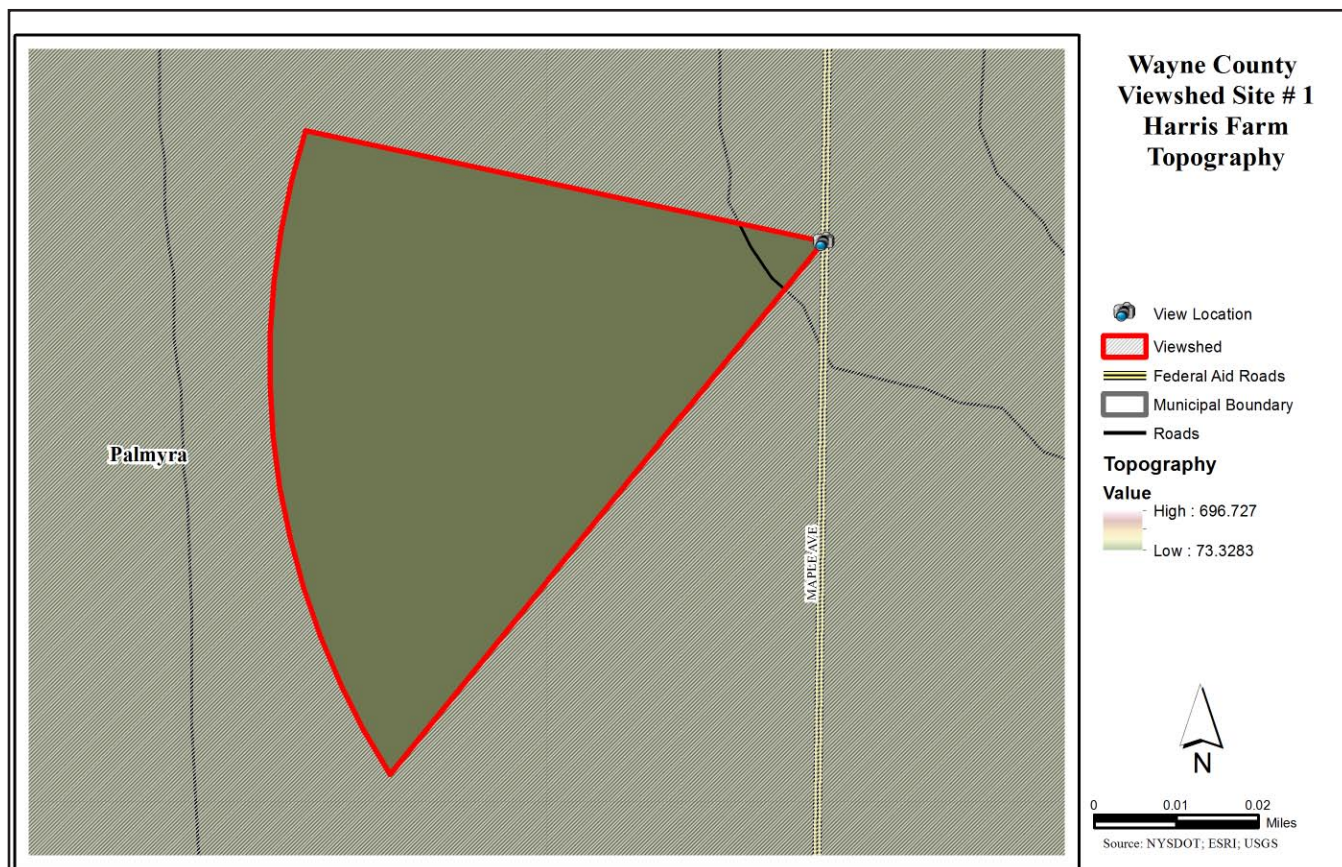 Wayne County
Viewshed Site # 1
Harris Farm
Topography
Palmyra
MAPLE AVE
View Location
Viewshed
Federal Aid Roads
Municipal Boundary
Roads
Topography
Value
High : 696.727
Low : 73.3283
N
0 0.01 0.02
Miles
Source: NYSDOT; ESRI; USGS